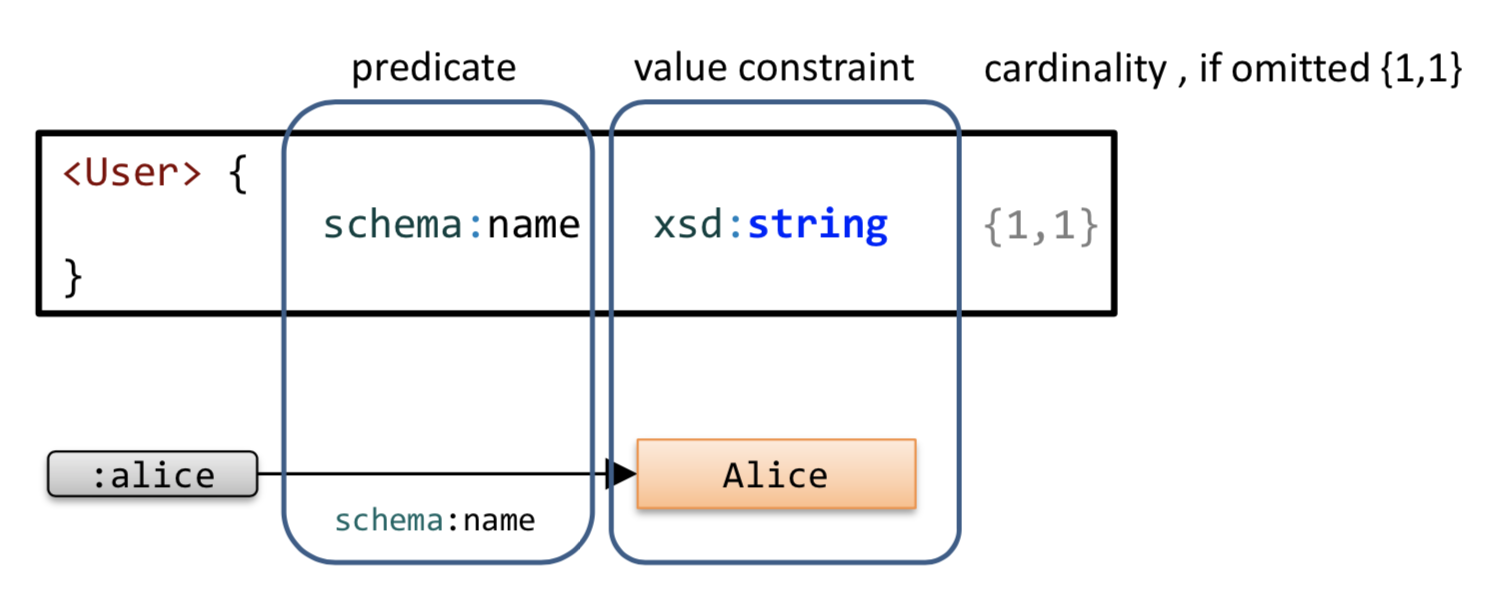 predicate value constraint cardinality , if omitted {1,1}
<User> {
schema:name xsd:string {1,1}
}
:alice Alice
schema:name